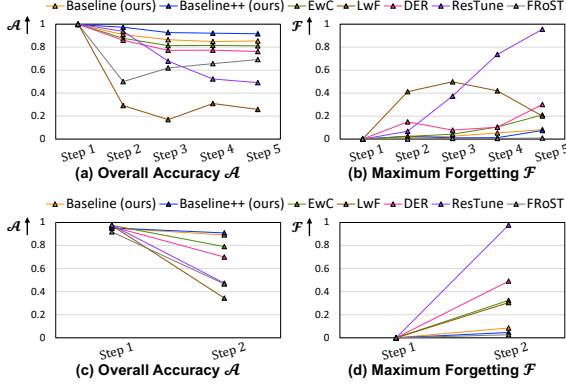 Baseline (ours) Baseline++ (ours) EwC LwF DER ResTune FRoST
𝒜 ↑
1
0.8
0.6
0.4
0.2
0
Step 1 Step 2 Step 3 Step 4 Step 5
(a) Overall Accuracy 𝒜
ℱ ↑
1
0.8
0.6
0.4
0.2
0
Step 1 Step 2 Step 3 Step 4 Step 5
(b) Maximum Forgetting ℱ
Baseline (ours) Baseline++ (ours) EwC LwF DER ResTune FRoST
𝒜 ↑
1
0.8
0.6
0.4
0.2
0
Step 1 Step 2
(c) Overall Accuracy 𝒜
ℱ ↑
1
0.8
0.6
0.4
0.2
0
Step 1 Step 2
(d) Maximum Forgetting ℱ